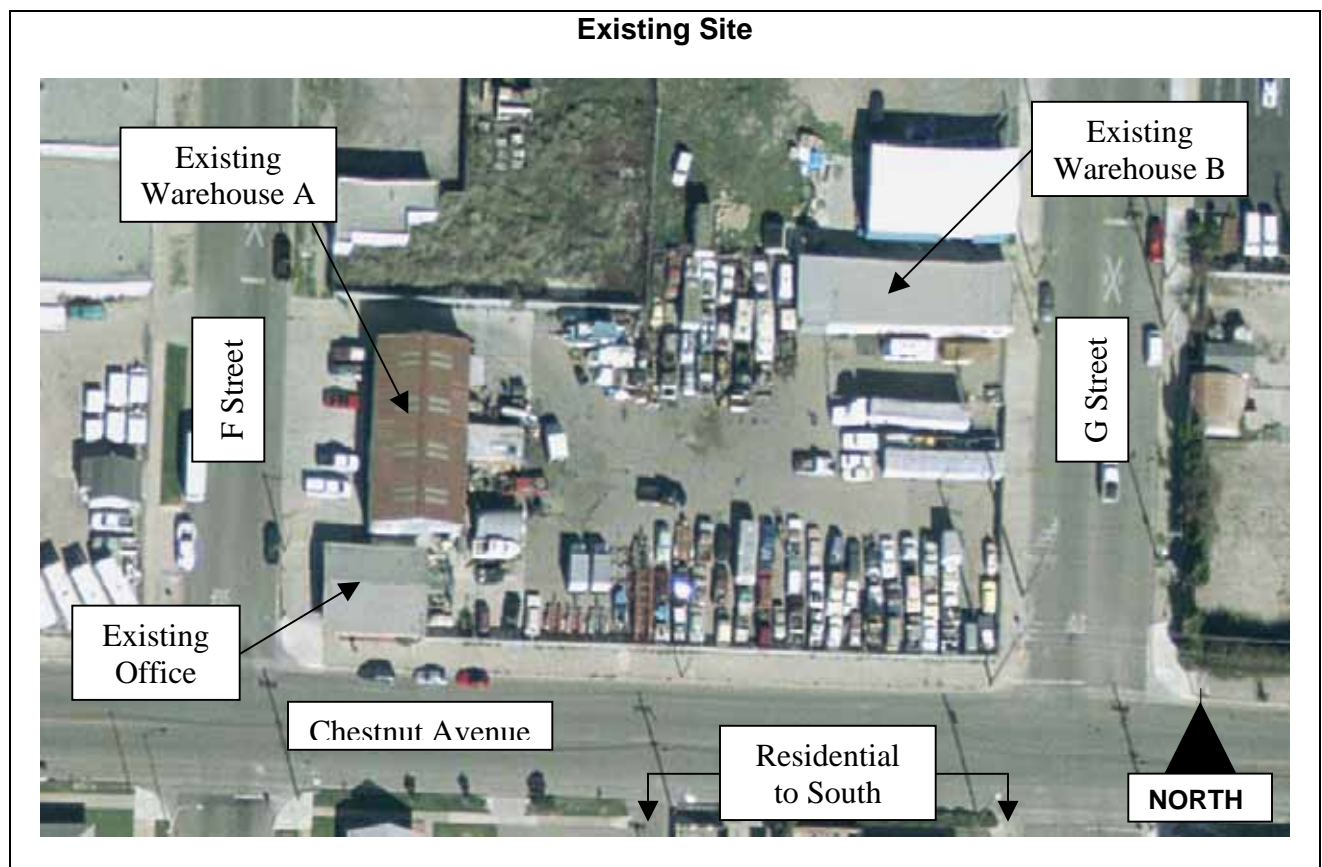 Existing Site
Existing
Warehouse A
Existing
Warehouse B
F Street
G Street
Existing
Office
Chestnut Avenue
Residential
to South
NORTH